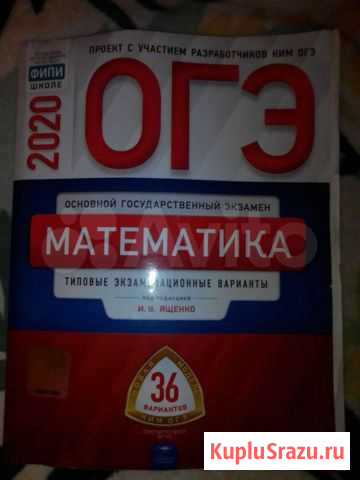 ПРОЕКТ С УЧАСТИЕМ РАЗРАБОТЧИКОВ КИМ ОГЭ
ФИПИ
ШКОЛЕ
2020
ОГЭ
ОСНОВНОЙ ГОСУДАРСТВЕННЫЙ ЭКЗАМЕН
МАТЕМАТИКА
ТИПОВЫЕ ЭКЗАМЕНАЦИОННЫЕ ВАРИАНТЫ
ПОД РЕДАКЦИЕЙ
И. В. ЯЩЕНКО
36
ВАРИАНТОВ
Avito
KupluSrazu.ru